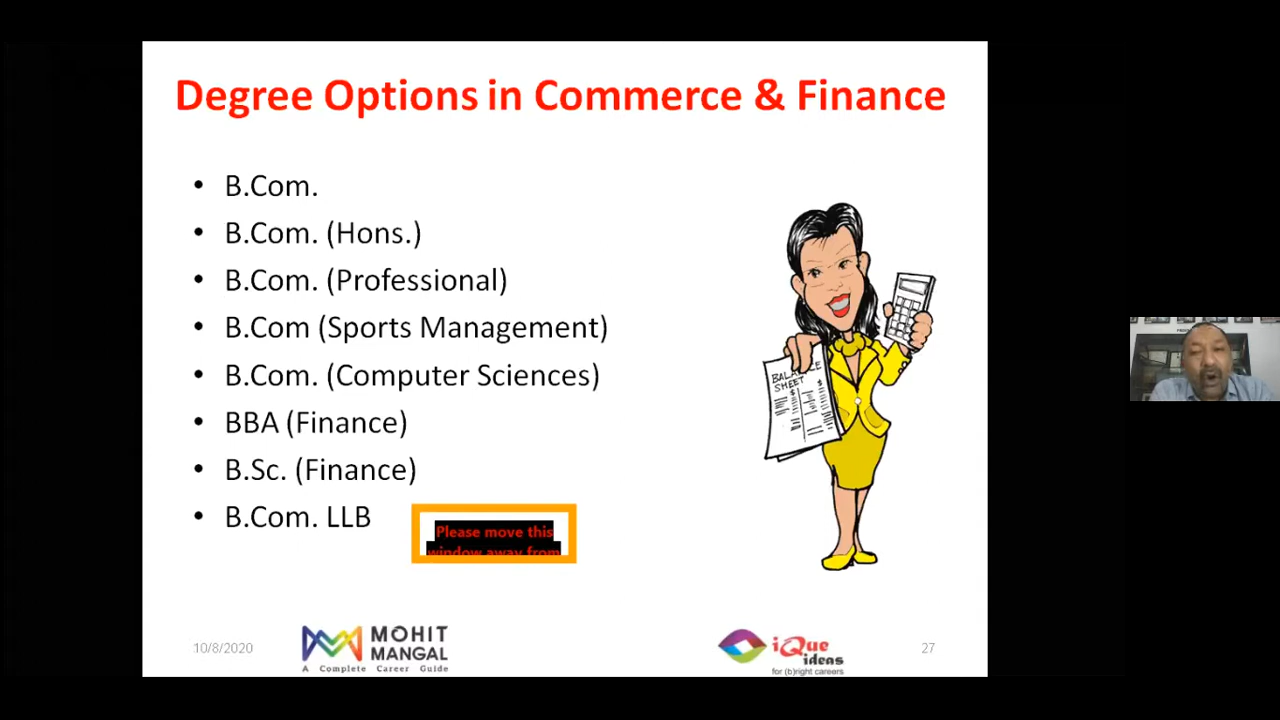 Degree Options in Commerce & Finance
• B.Com.
• B.Com. (Hons.)
• B.Com. (Professional)
• B.Com (Sports Management)
• B.Com. (Computer Sciences)
• BBA (Finance)
• B.Sc. (Finance)
• B.Com. LLB
Please move this
window away from
BALANCE
SHEET
10/8/2020
MOHIT
MANGAL
A Complete Career Guide
iQue
ideas
for (b)right careers
27